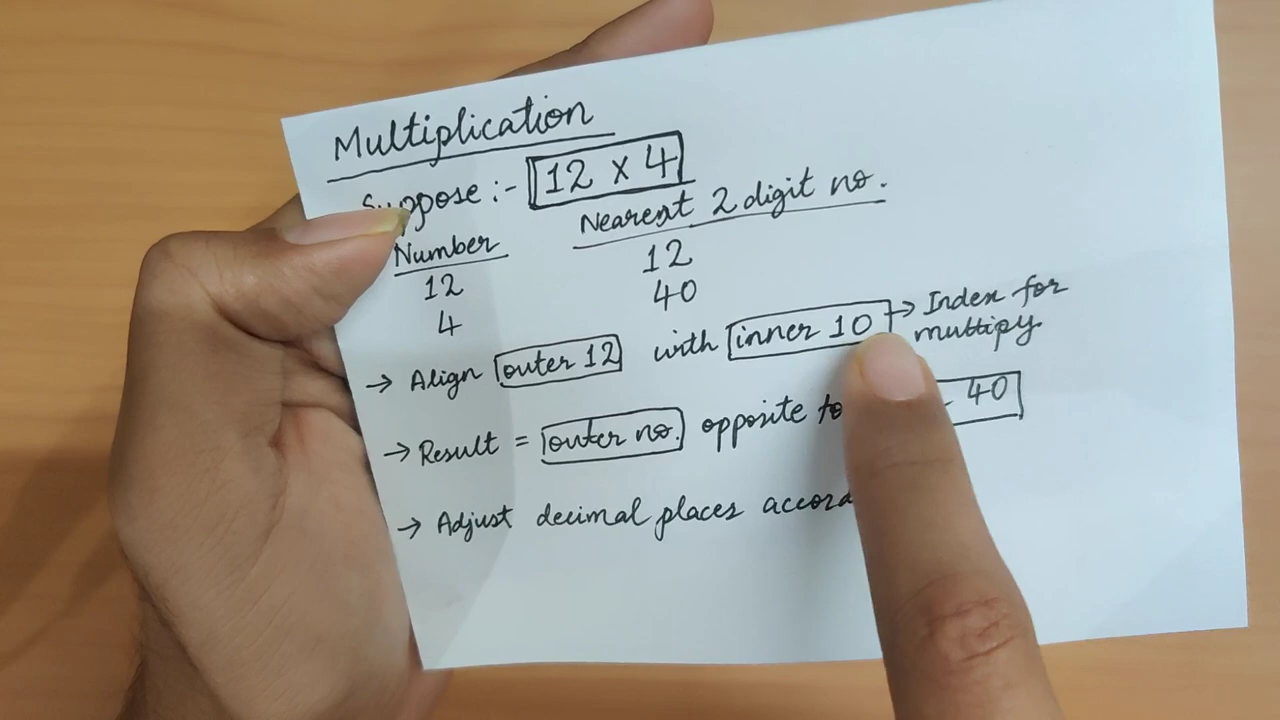 Multiplication
Suppose :- 12 x 4
Number Nearest 2 digit no.
12 12
4 40
→ Align outer 12 with inner 10 → Index for
multipy
→ Result = outer no. opposite to 40
→ Adjust decimal places